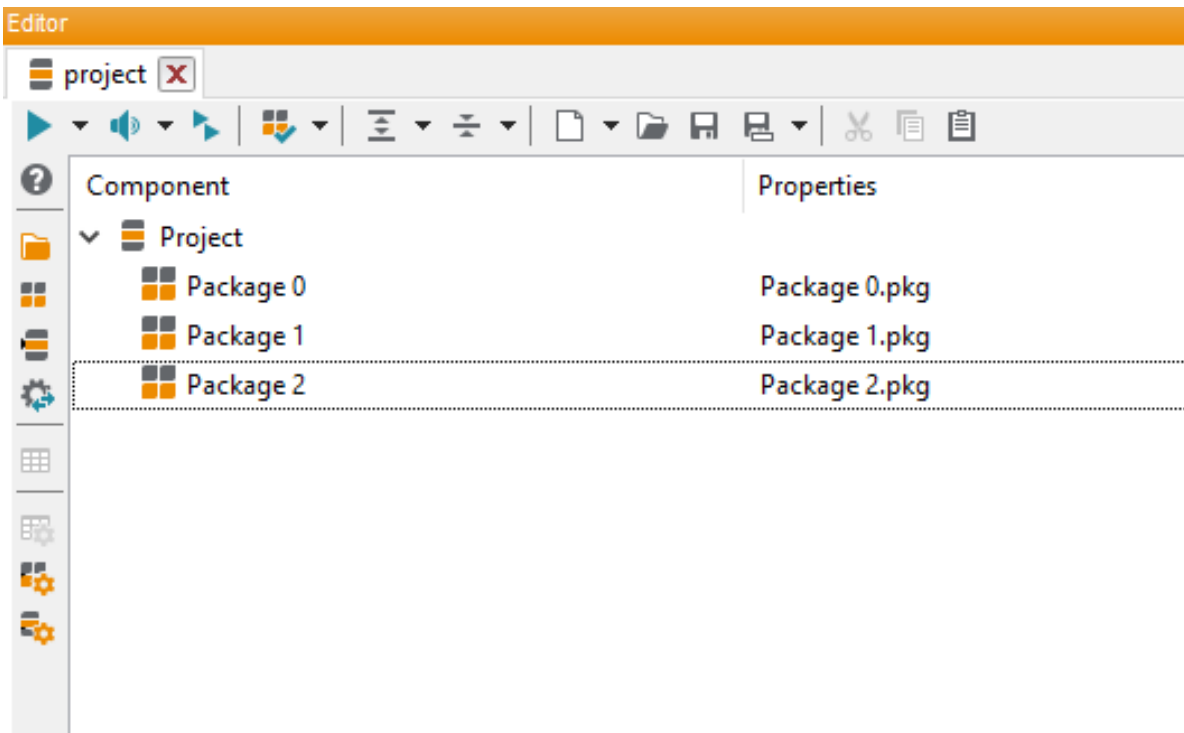 Editor
project
Component Properties
Project
Package 0 Package 0.pkg
Package 1 Package 1.pkg
Package 2 Package 2.pkg